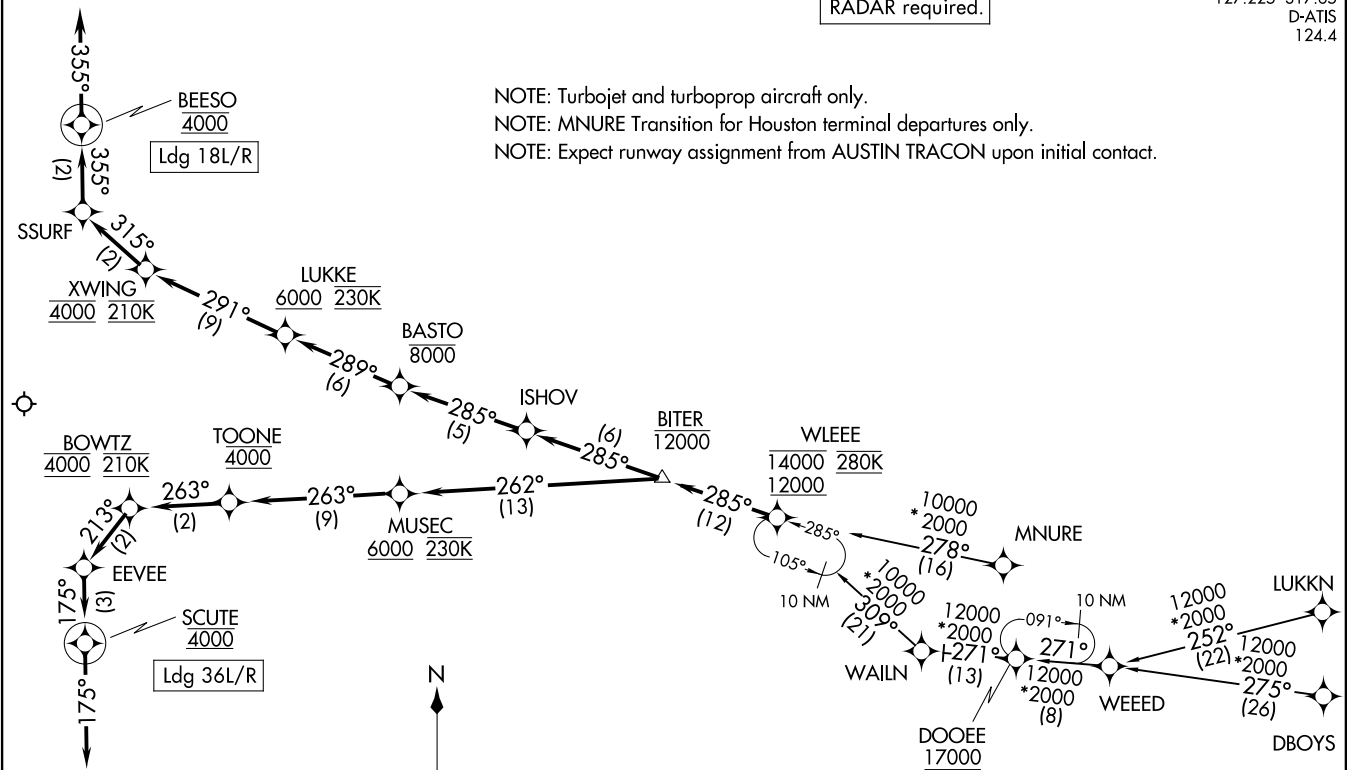 RADAR required.
D-ATIS
124.4
NOTE: Turbojet and turboprop aircraft only.
NOTE: MNURE Transition for Houston terminal departures only.
NOTE: Expect runway assignment from AUSTIN TRACON upon initial contact.
355°
BEESO
4000
Ldg 18L/R
355°
(2)
SSURF
315°
(2)
XWING
4000 210K
291°
(9)
LUKKE
6000 230K
289°
(6)
BASTO
8000
285°
(5)
ISHOV
(6)
285°
BITER
12000
BOWTZ
4000 210K
TOONE
4000
263°
(2)
263°
(9)
MUSEC
6000 230K
262°
(13)
213°
(2)
EEVEE
175°
(3)
SCUTE
4000
Ldg 36L/R
175°
N
285°
(12)
WLEEE
14000 280K
12000
285°
105°
10 NM
10000
*2000
278°
(16)
MNURE
10000
*2000
309°
(21)
WAILN
12000
*2000
271°
(13)
091°
10 NM
DOOEE
17000
271°
12000
*2000
(8)
WEEED
12000
*2000
252°
(22)
LUKKN
12000
*2000
275°
(26)
DBOYS